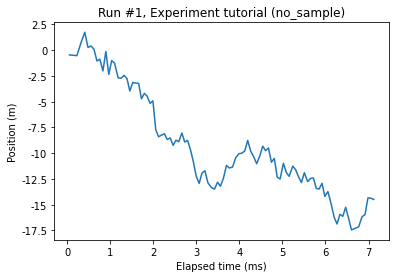 Run #1, Experiment tutorial (no_sample)
2.5
0
-2.5
-5
-7.5
-10
-12.5
-15
-17.5
Position (m)
0 1 2 3 4 5 6 7
Elapsed time (ms)